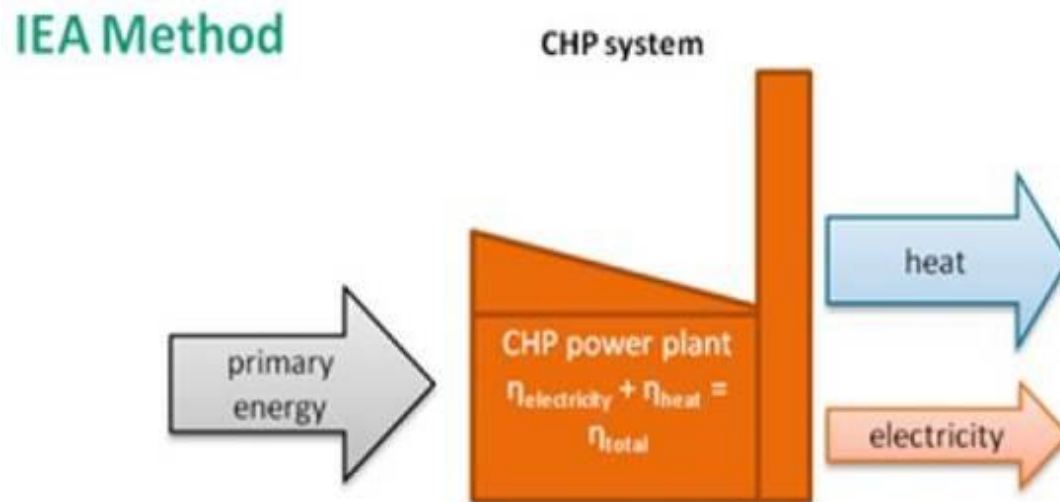 IEA Method
CHP system
primary
energy
CHP power plant
ηelectricity + ηheat =
ηtotal
heat
electricity